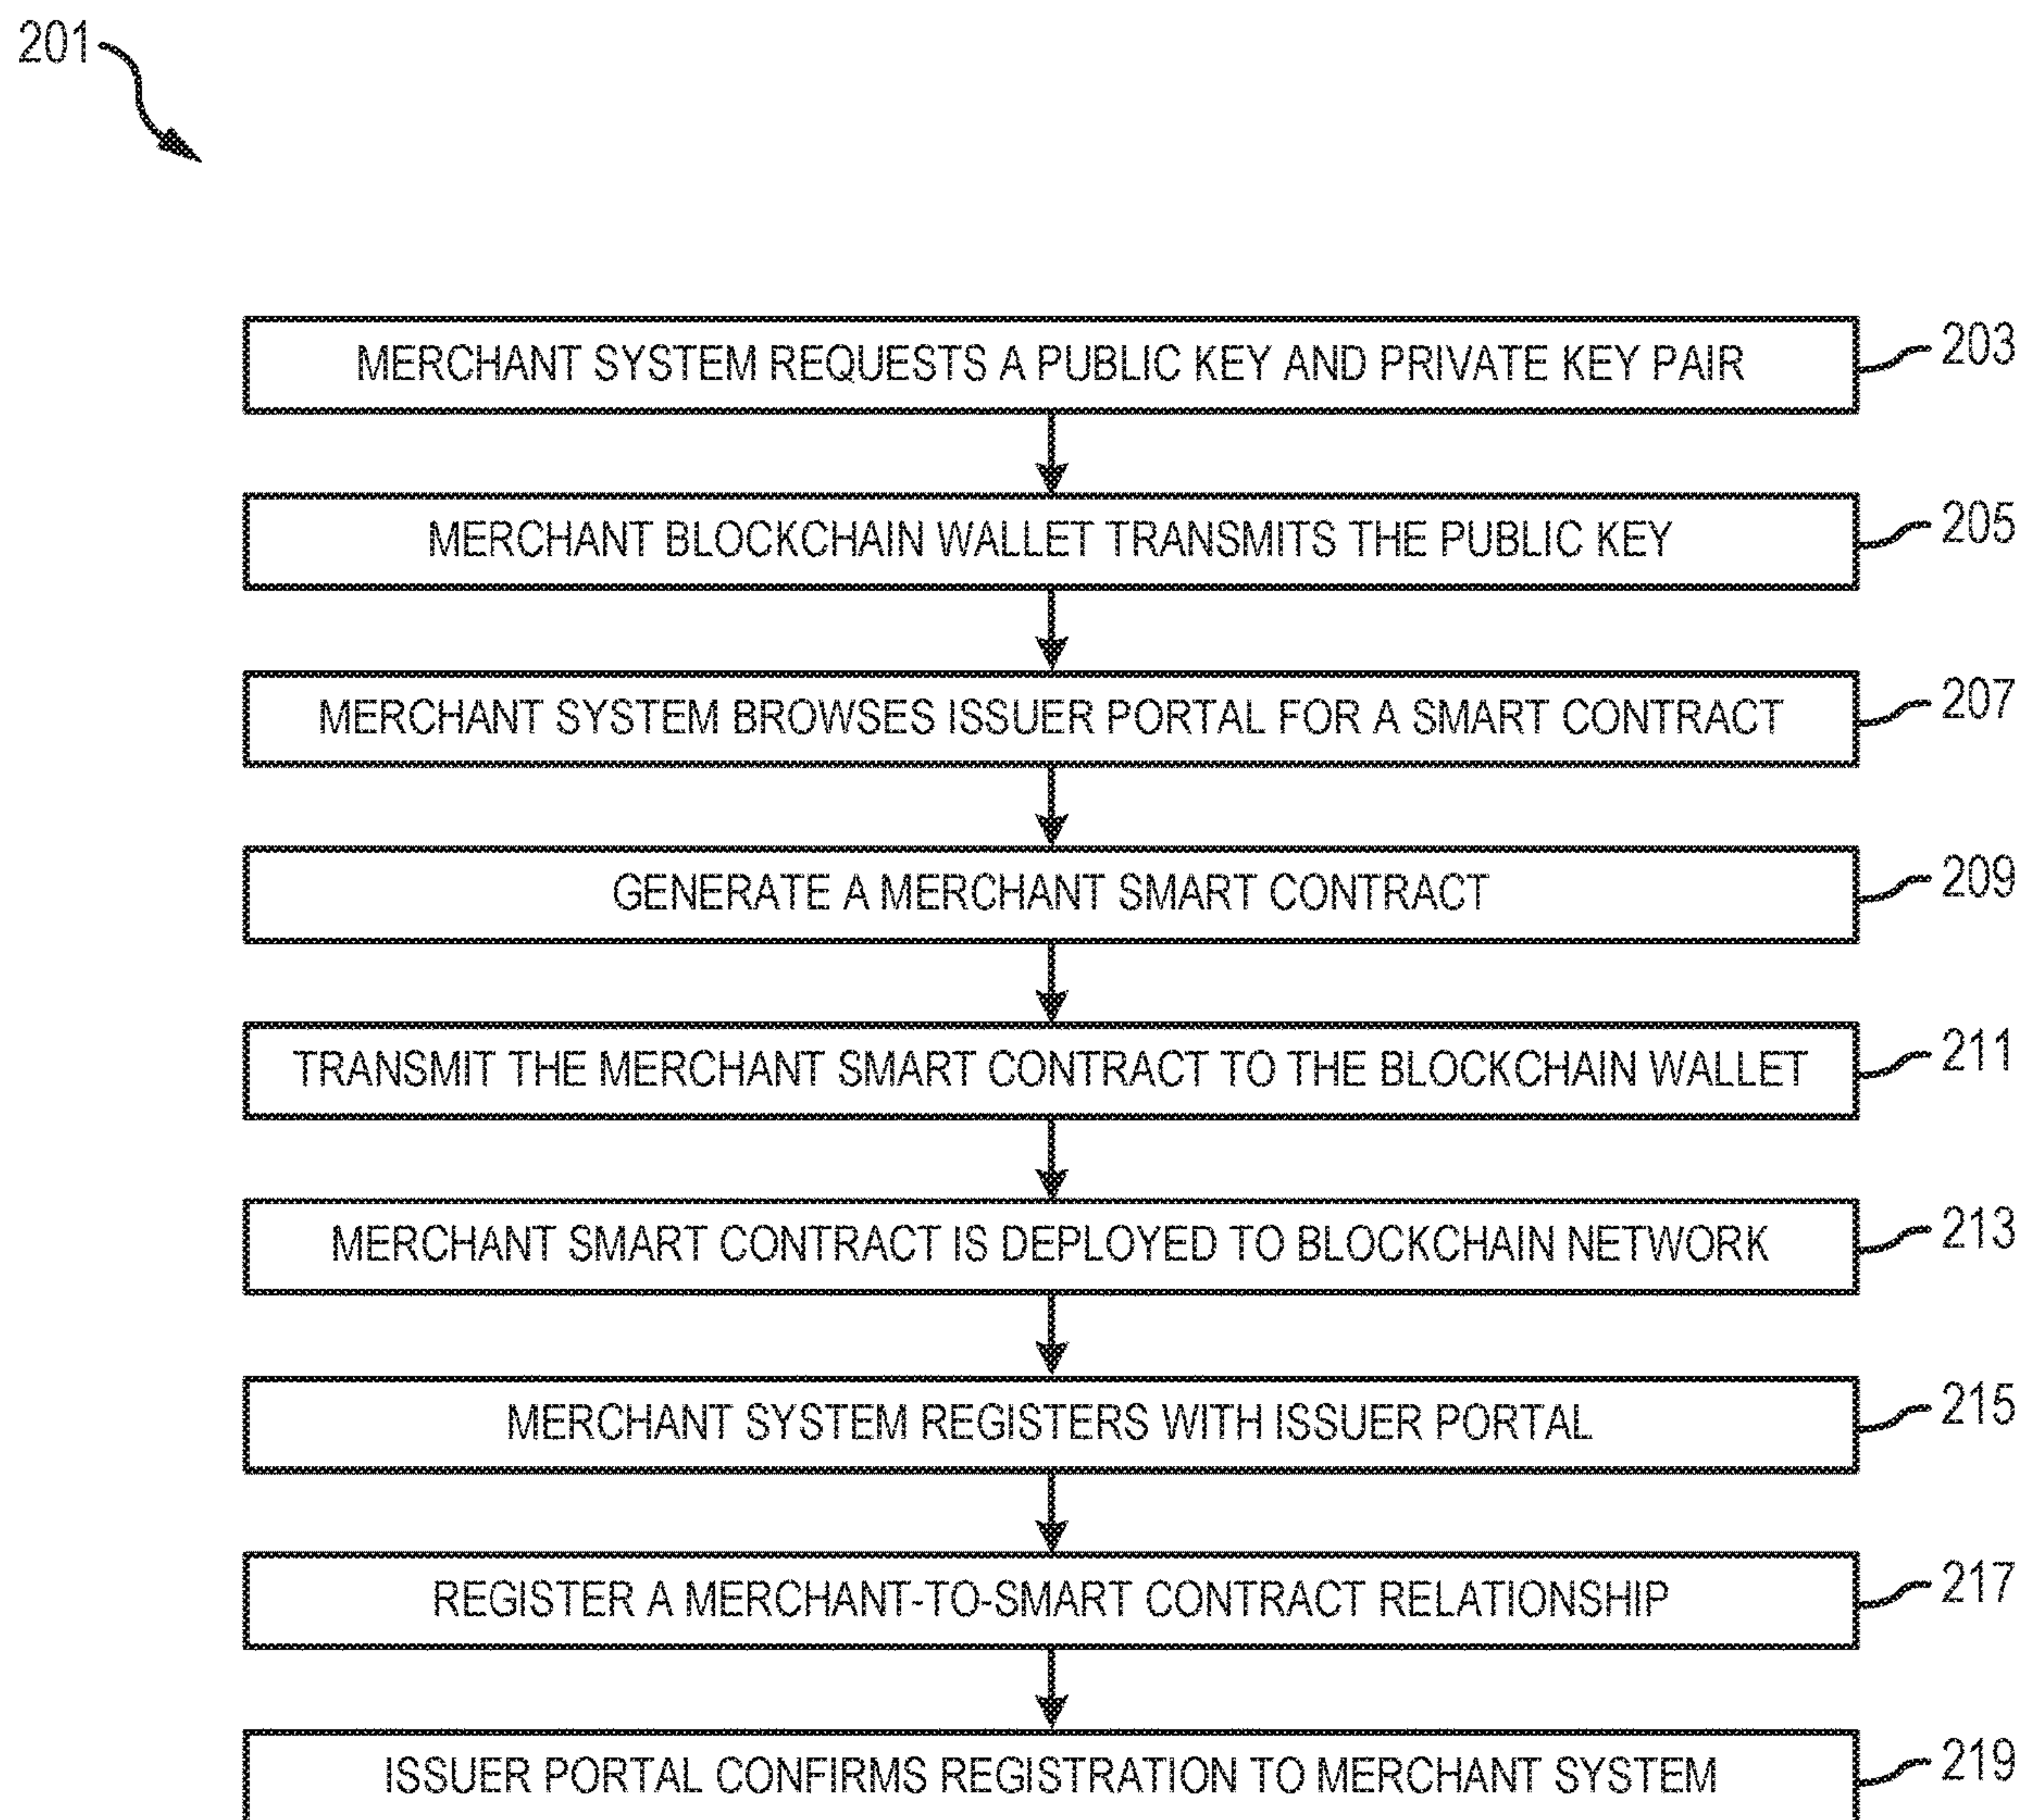 201
MERCHANT SYSTEM REQUESTS A PUBLIC KEY AND PRIVATE KEY PAIR 203
MERCHANT BLOCKCHAIN WALLET TRANSMITS THE PUBLIC KEY 205
MERCHANT SYSTEM BROWSES ISSUER PORTAL FOR A SMART CONTRACT 207
GENERATE A MERCHANT SMART CONTRACT 209
TRANSMIT THE MERCHANT SMART CONTRACT TO THE BLOCKCHAIN WALLET 211
MERCHANT SMART CONTRACT IS DEPLOYED TO BLOCKCHAIN NETWORK 213
MERCHANT SYSTEM REGISTERS WITH ISSUER PORTAL 215
REGISTER A MERCHANT-TO-SMART CONTRACT RELATIONSHIP 217
ISSUER PORTAL CONFIRMS REGISTRATION TO MERCHANT SYSTEM 219